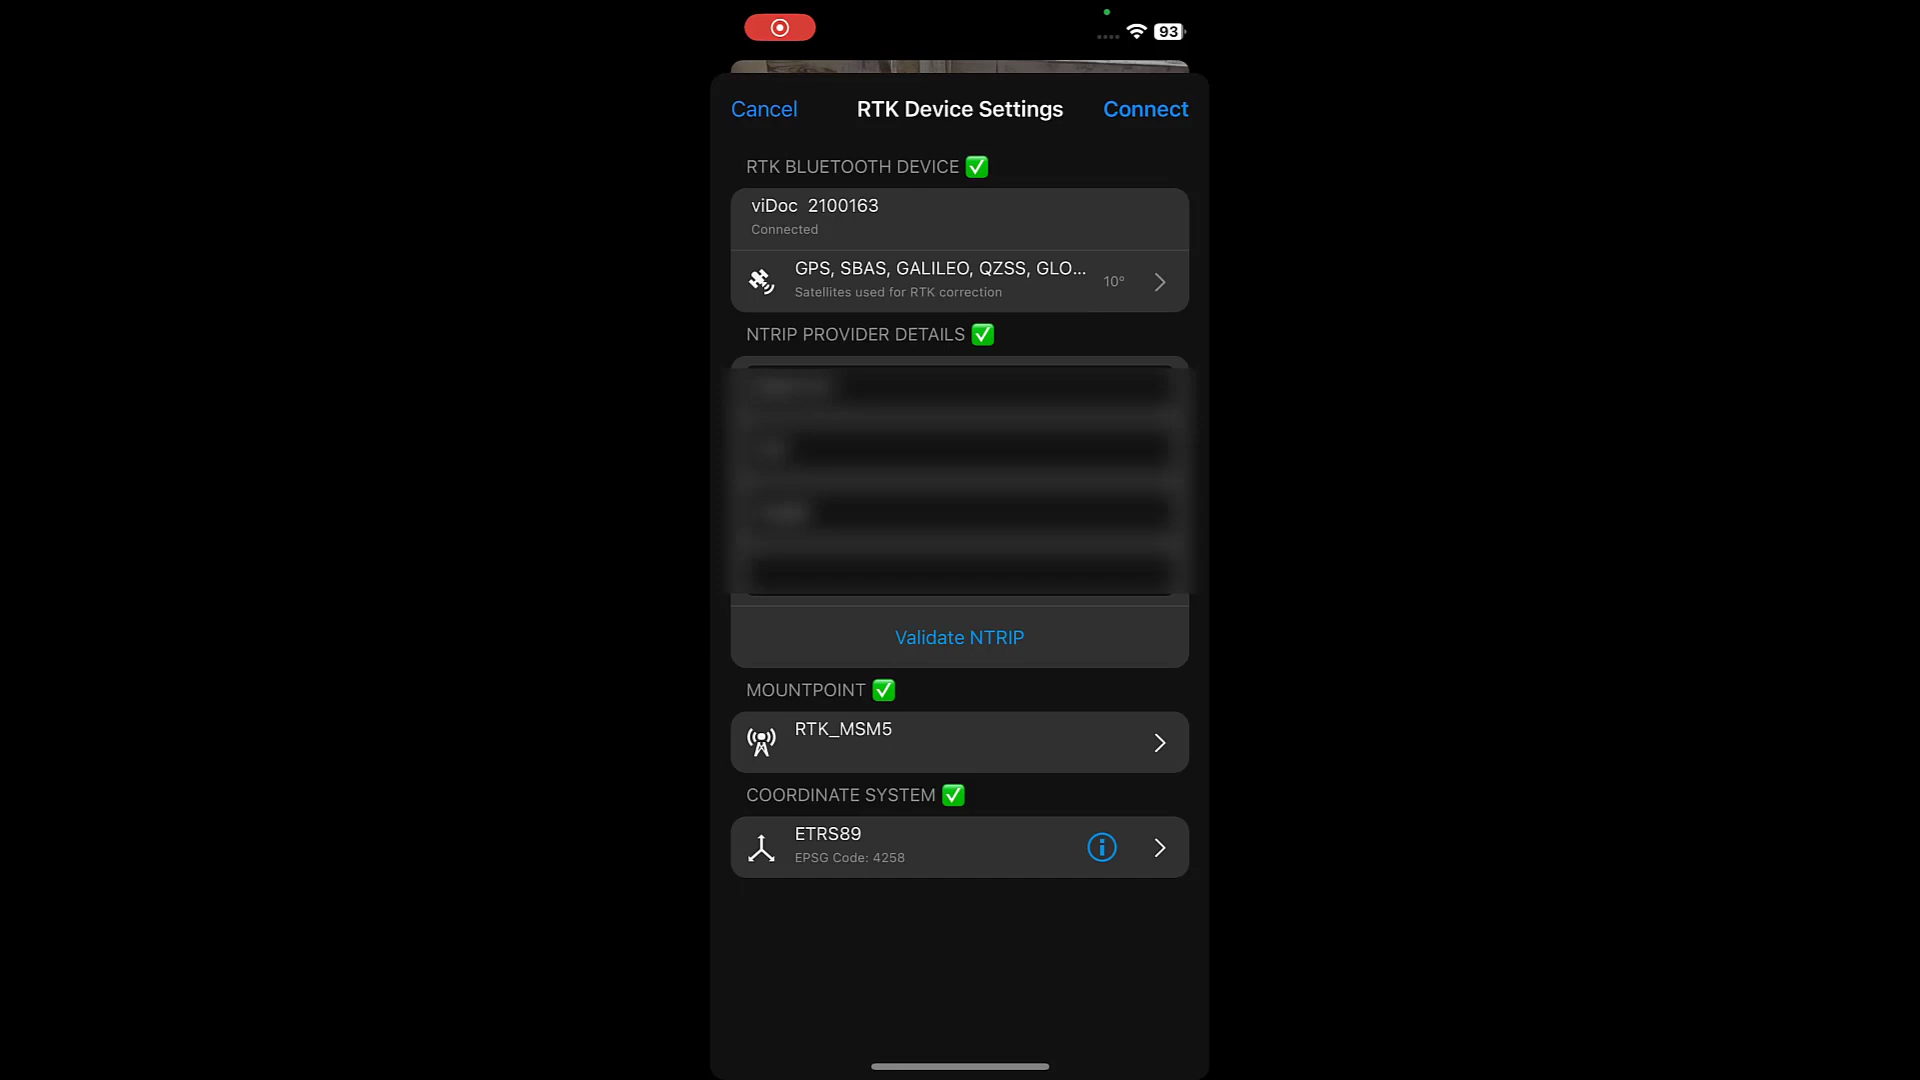 93
Cancel
RTK Device Settings
Connect
RTK BLUETOOTH DEVICE ✅
viDoc 2100163
Connected
GPS, SBAS, GALILEO, QZSS, GLO...
10°
Satellites used for RTK correction
NTRIP PROVIDER DETAILS ✅
Validate NTRIP
MOUNTPOINT ✅
RTK_MSM5
COORDINATE SYSTEM ✅
ETRS89
EPSG Code: 4258